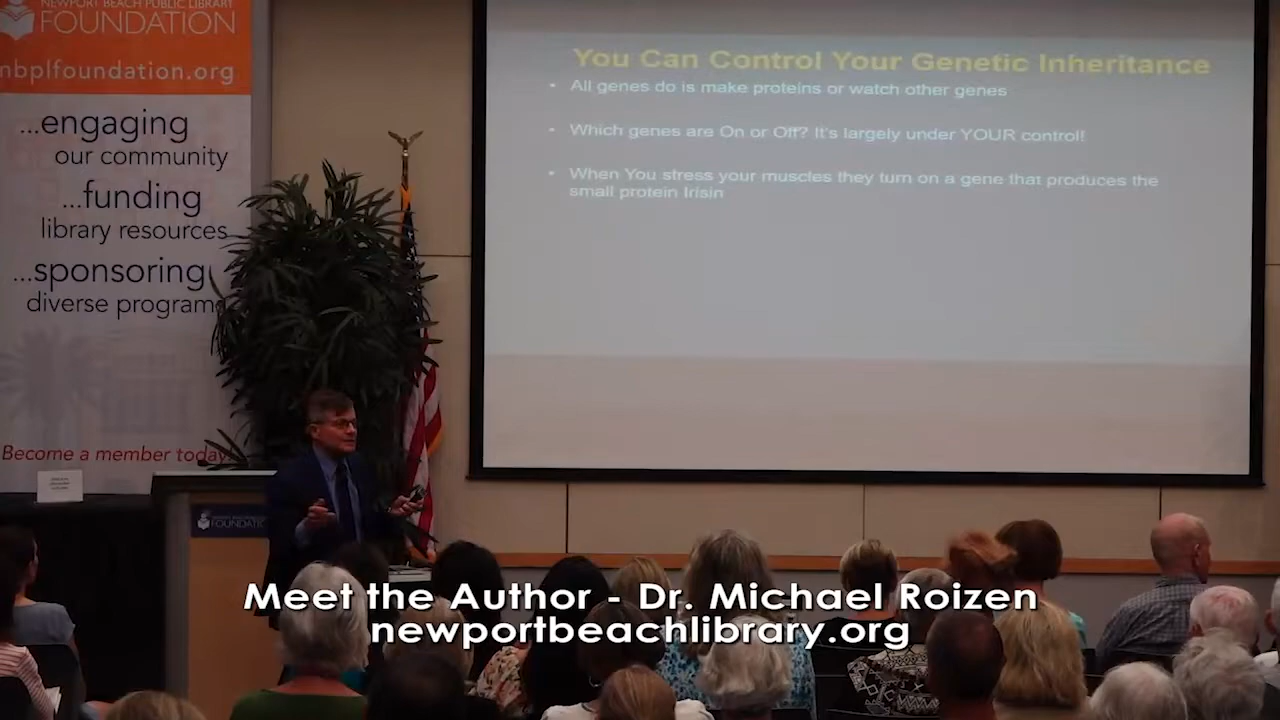 NEWPORT BEACH PUBLIC LIBRARY
FOUNDATION
nbplfoundation.org
...engaging
our community
...funding
library resources
...sponsoring
diverse program
Become a member today
FOUNDATION
You Can Control Your Genetic Inheritance
• All genes do is make proteins or watch other genes
• Which genes are On or Off? It's largely under YOUR control!
• When You stress your muscles they turn on a gene that produces the
small protein Irisin
Meet the Author - Dr. Michael Roizen
newportbeachlibrary.org